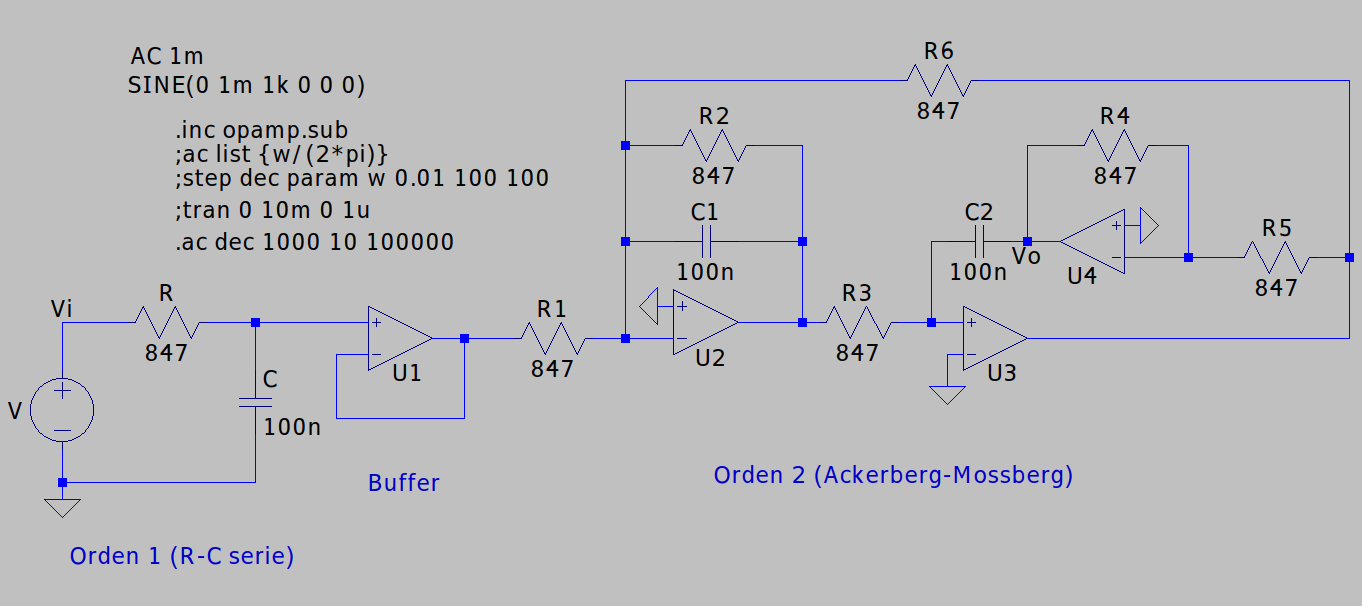 AC 1m
SINE(0 1m 1k 0 0 0)
.inc opamp.sub
;ac list {w/(2*pi)}
;step dec param w 0.01 100 100
;tran 0 10m 0 1u
.ac dec 1000 10 100000
R6
847
R2
847
R4
847
C1
100n
C2
100n
Vo
U4
R5
847
Vi
R
847
U1
R1
847
U2
R3
847
U3
V
C
100n
Buffer
Orden 2 (Ackerberg-Mossberg)
Orden 1 (R-C serie)